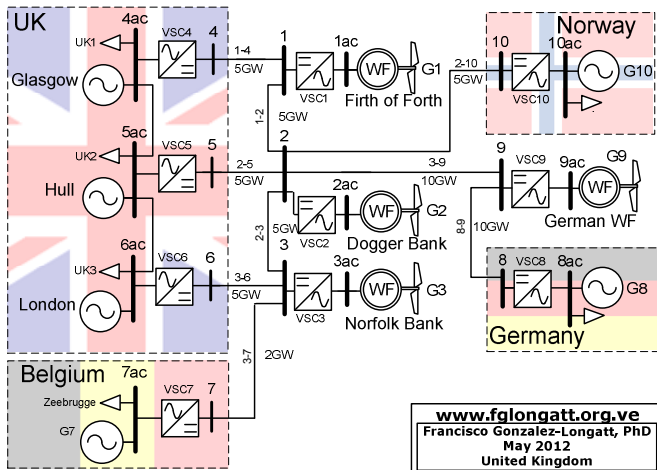 UK
4ac
UK1
VSC4
4
Glasgow
1-4
5GW
1
1ac
WF
G1
VSC1
Firth of Forth
1-2
5GW
2-10
5GW
Norway
10
10ac
VSC10
G10
5ac
UK2
VSC5
5
Hull
2-5
5GW
2
3-9
10GW
9
VSC9
9ac
G9
WF
German WF
2ac
WF
G2
5GW
VSC2
Dogger Bank
2-3
8-9
10GW
6ac
UK3
VSC6
6
London
3-6
5GW
3
3ac
WF
G3
VSC3
Norfolk Bank
8
VSC8
8ac
G8
Germany
3-7
2GW
Belgium
7ac
Zeebrugge
VSC7
7
G7
www.fglongatt.org.ve
Francisco Gonzalez-Longatt, PhD
May 2012
United Kingdom